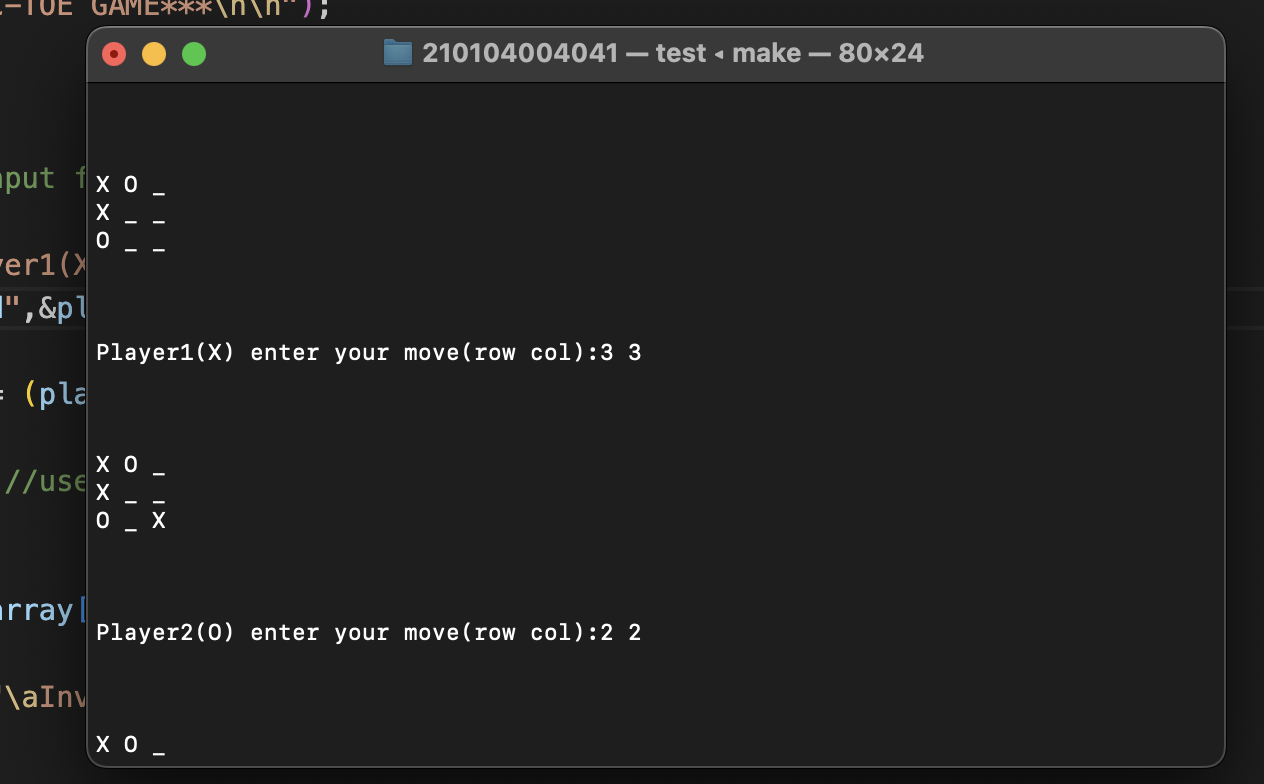 -TOE GAME***\n\n");
210104004041 — test ◂ make — 80×24
X O _
X _ _
O _ _
Player1(X) enter your move(row col):3 3
X O _
X _ _
O _ X
Player2(O) enter your move(row col):2 2
X O _
nput f
yer1(X
",&pl
= (pla
//use
array[
"\aInv